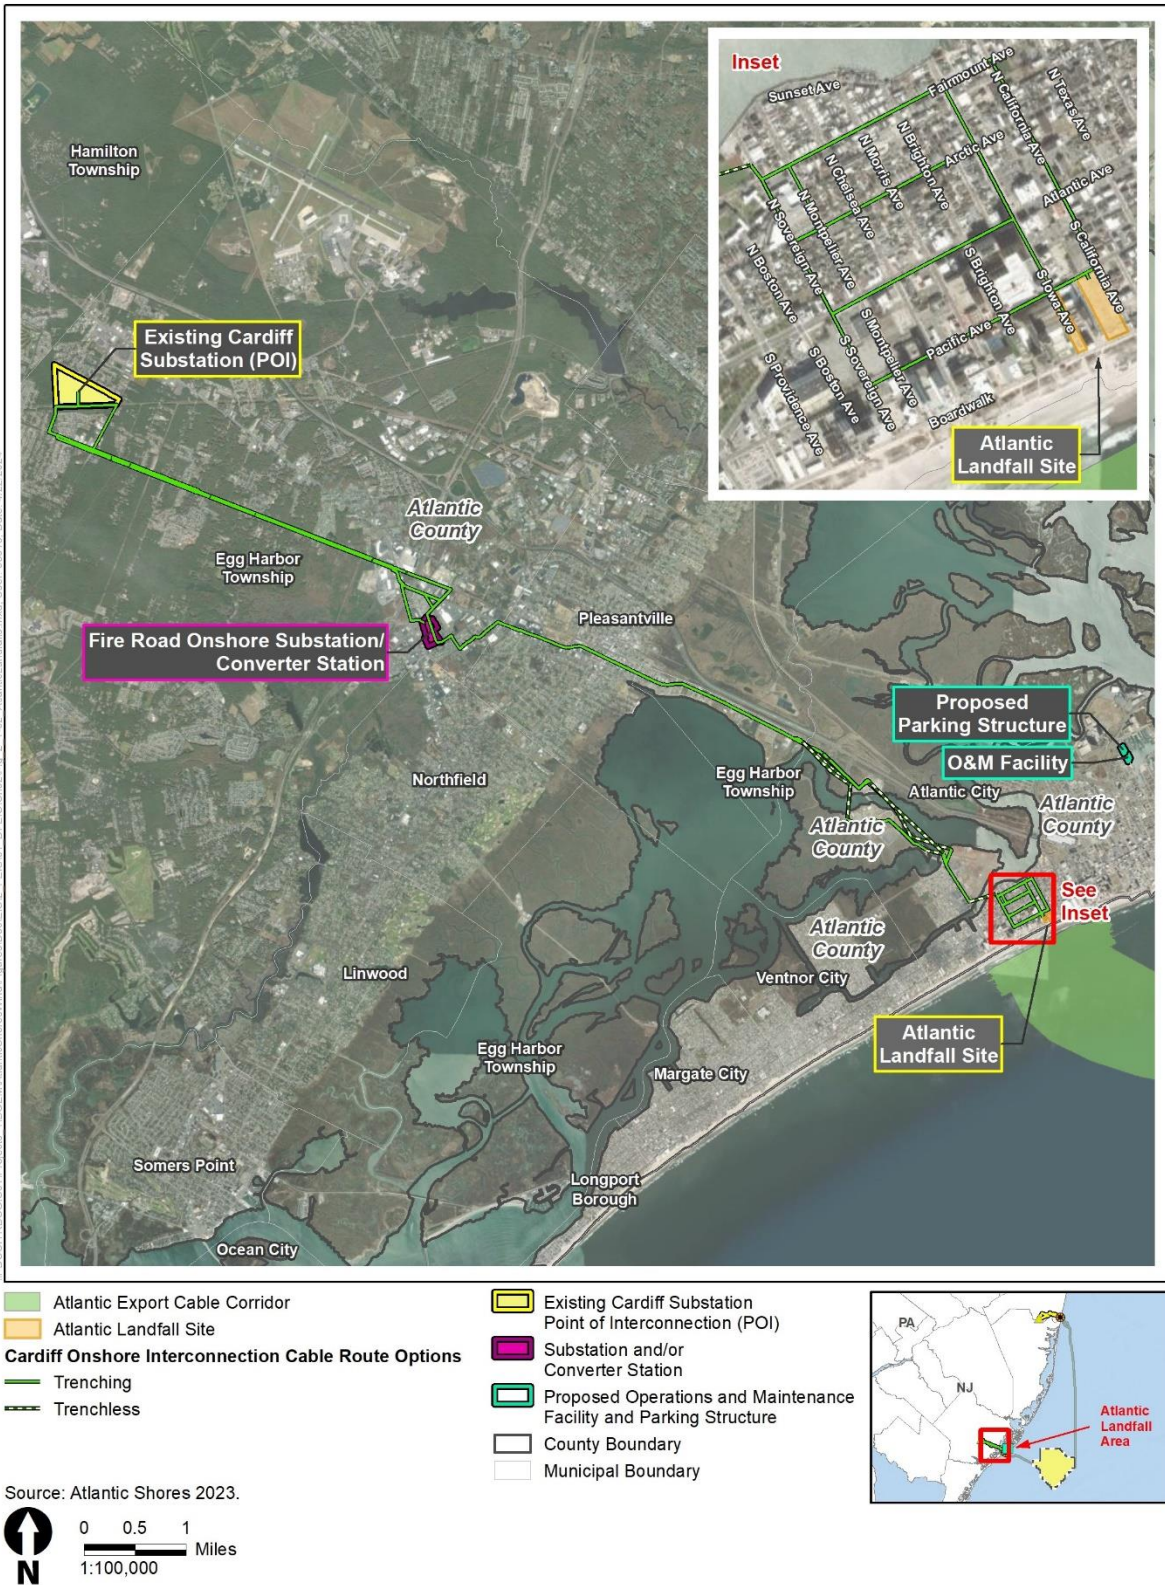 Inset
Sunset Ave
Fairmount Ave
N California Ave
N Texas Ave
N Brighton Ave
N Morris Ave
Arctic Ave
N Chelsea Ave
Atlantic Ave
N Montpelier Ave
N Sovereign Ave
N Boston Ave
S California Ave
S Iowa Ave
S Brighton Ave
Pacific Ave
S Montpelier Ave
S Sovereign Ave
S Boston Ave
S Providence Ave
Boardwalk
Atlantic
Landfall Site
Hamilton
Township
Existing Cardiff
Substation (POI)
Atlantic
County
Egg Harbor
Township
Pleasantville
Fire Road Onshore Substation/
Converter Station
Proposed
Parking Structure
O&M Facility
Northfield
Egg Harbor
Township
Atlantic City
Atlantic
County
Atlantic
County
See
Inset
Atlantic
County
Linwood
Ventnor City
Atlantic
Landfall Site
Egg Harbor
Township
Margate City
Somers Point
Longport
Borough
Ocean City
Atlantic Export Cable Corridor
Atlantic Landfall Site
Cardiff Onshore Interconnection Cable Route Options
Trenching
Trenchless
Existing Cardiff Substation
Point of Interconnection (POI)
Substation and/or
Converter Station
Proposed Operations and Maintenance
Facility and Parking Structure
County Boundary
Municipal Boundary
PA
NJ
Atlantic
Landfall
Area
Source: Atlantic Shores 2023.
N
0 0.5 1
Miles
1:100,000